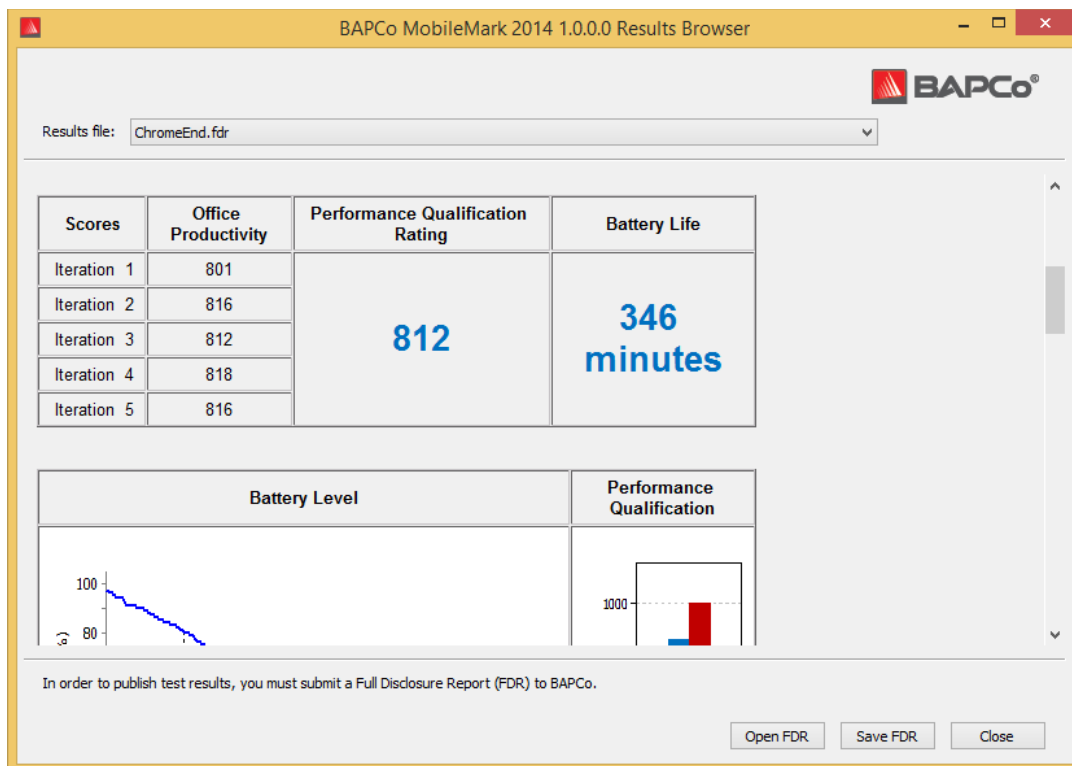 BAPCo MobileMark 2014 1.0.0.0 Results Browser
BAPCo®
Results file: ChromeEnd.fdr
Scores Office Productivity Performance Qualification Rating Battery Life
Iteration 1 801
Iteration 2 816
Iteration 3 812
Iteration 4 818
Iteration 5 816
812
346
minutes
Battery Level
Performance
Qualification
100
80
1000
In order to publish test results, you must submit a Full Disclosure Report (FDR) to BAPCo.
Open FDR Save FDR Close